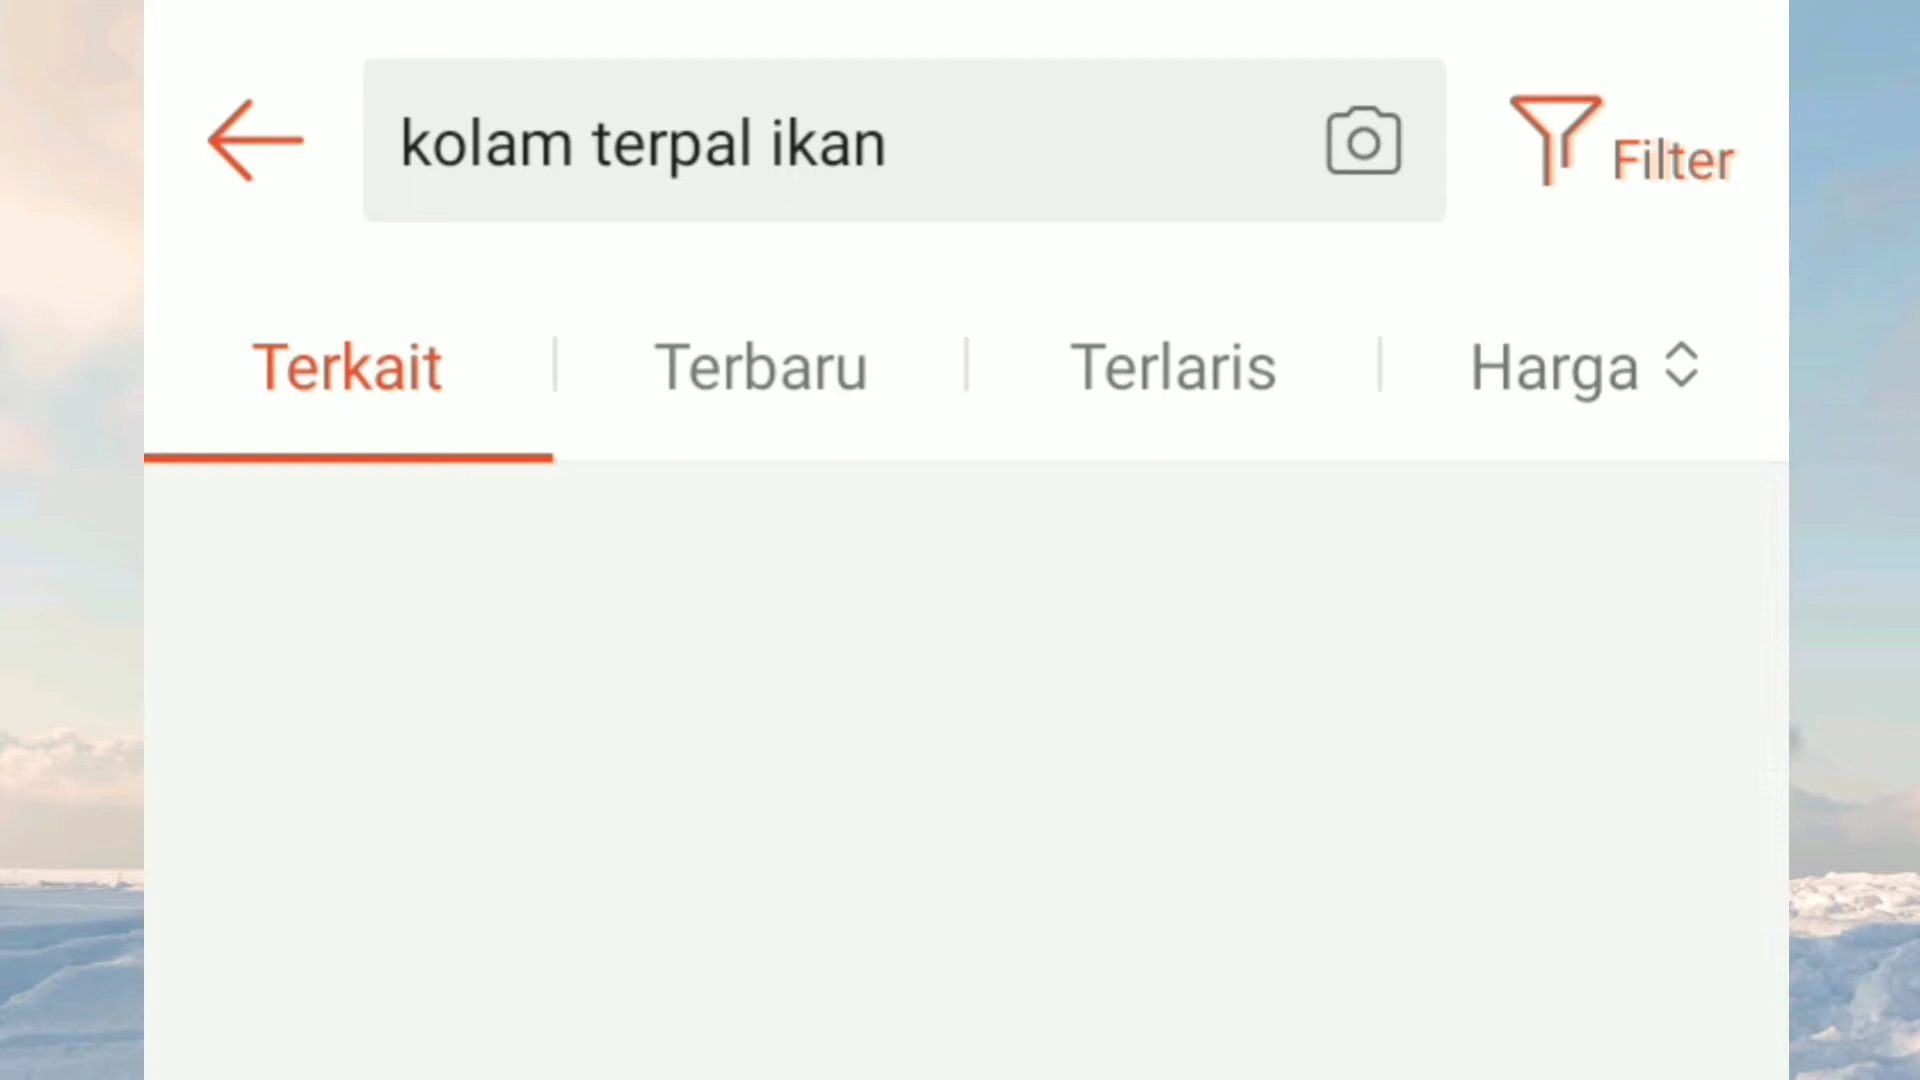 kolam terpal ikan
Filter
Terkait
Terbaru
Terlaris
Harga